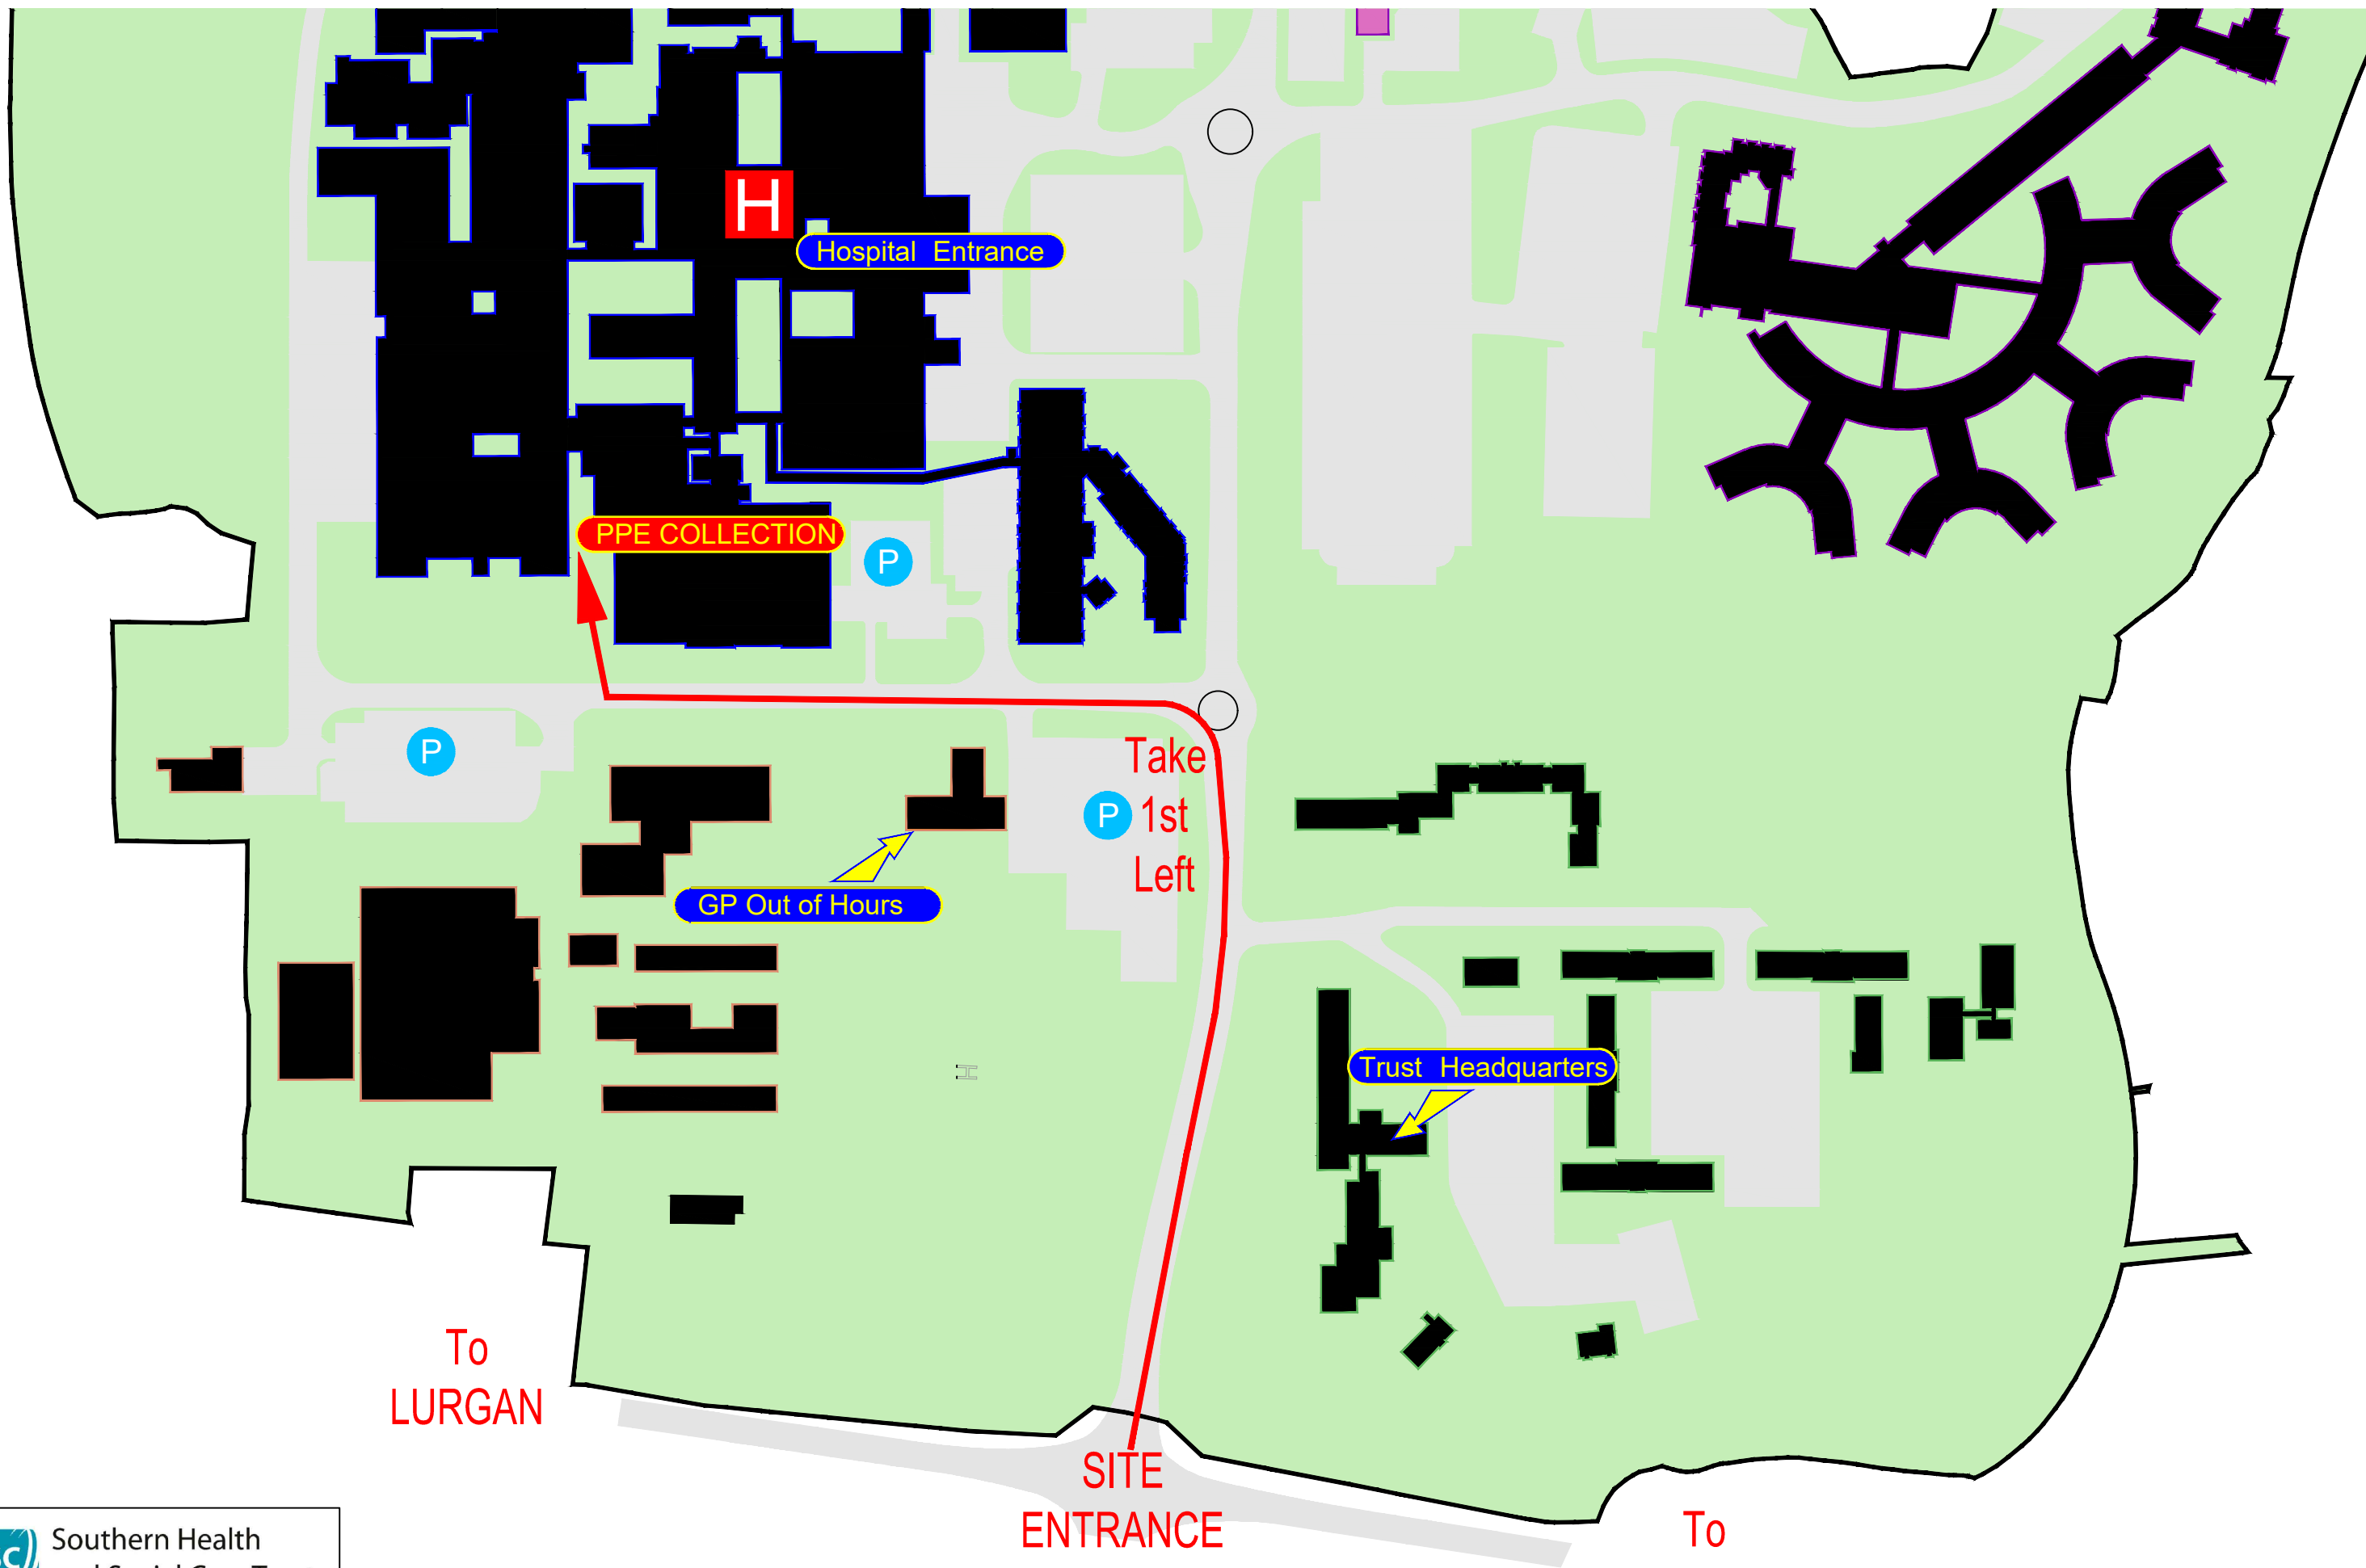 H
Hospital Entrance
PPE COLLECTION
P
P
Take
1st
Left
P
GP Out of Hours
H
Trust Headquarters
To
LURGAN
SITE
ENTRANCE
To
Southern Health